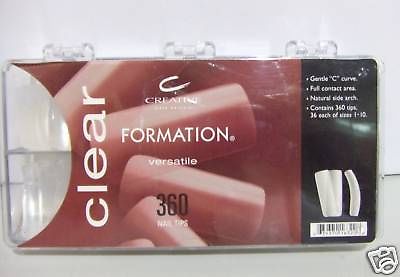 clear
CREATIVE
FORMATION®
versatile
360
NAIL TIPS
• Gentle "C" curve.
• Full contact area.
• Natural side arch.
• Contains 360 tips.
36 each of sizes 1-10.